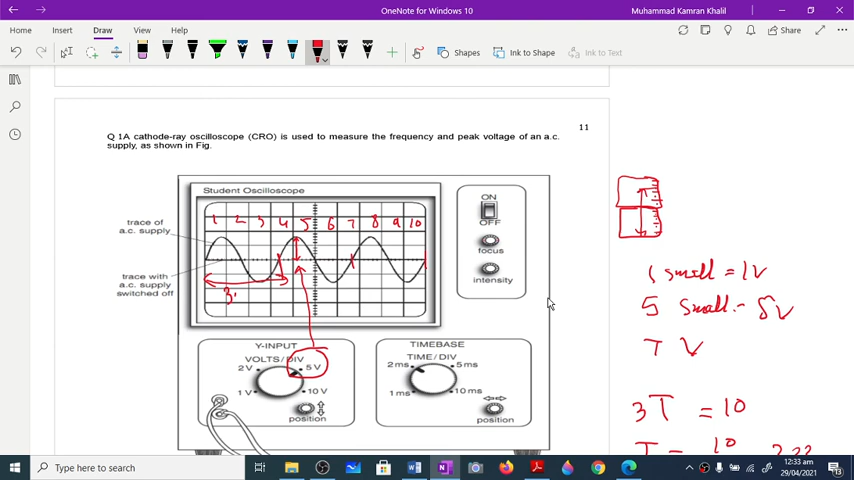 OneNote for Windows 10
Muhammad Kamran Khalil
Home Insert Draw View Help
Share
Shapes Ink to Shape Ink to Text
11
Q 1A cathode-ray oscilloscope (CRO) is used to measure the frequency and peak voltage of an a.c.
supply, as shown in Fig.
Student Oscilloscope
ON
OFF
focus
intensity
trace of
a.c. supply
trace with
a.c. supply
switched off
1 2 3 4 5 6 7 8 9 10
3.
Y-INPUT
VOLTS/DIV
2 V 5 V
1 V 10 V
position
TIMEBASE
TIME/DIV
2 ms 5 ms
1 ms 10 ms
position
1 small = 1V
5 small = 5V
7 V
3T = 10
T = 10
Type here to search
12:33 am
29/04/2021